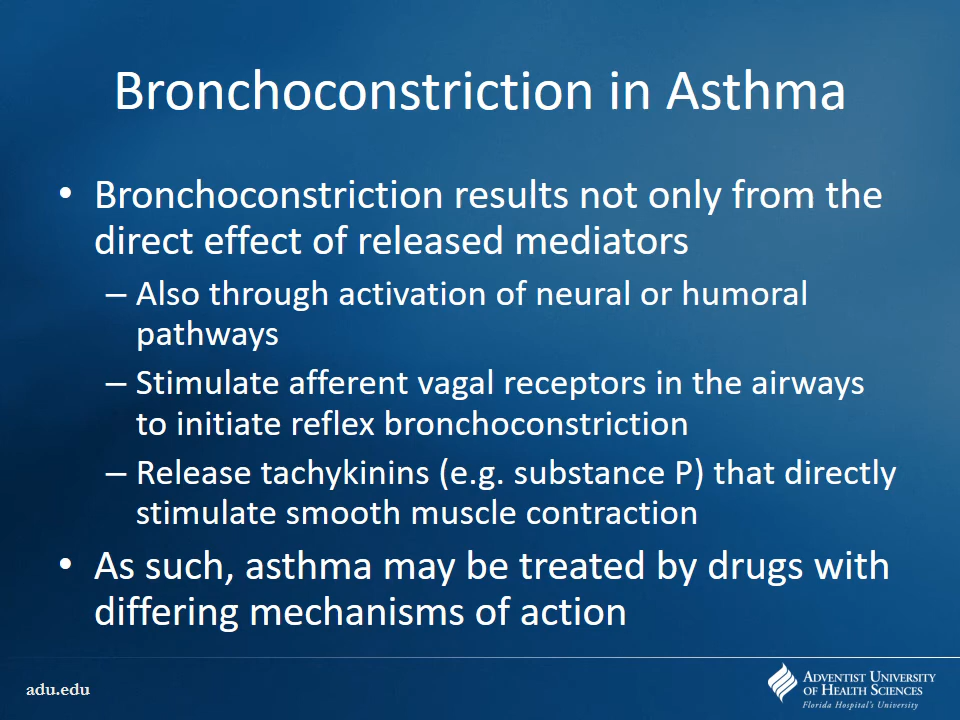 Bronchoconstriction in Asthma
• Bronchoconstriction results not only from the
direct effect of released mediators
– Also through activation of neural or humoral
pathways
– Stimulate afferent vagal receptors in the airways
to initiate reflex bronchoconstriction
– Release tachykinins (e.g. substance P) that directly
stimulate smooth muscle contraction
• As such, asthma may be treated by drugs with
differing mechanisms of action
adu.edu
ADVENTIST UNIVERSITY
OF HEALTH SCIENCES
Florida Hospital's University